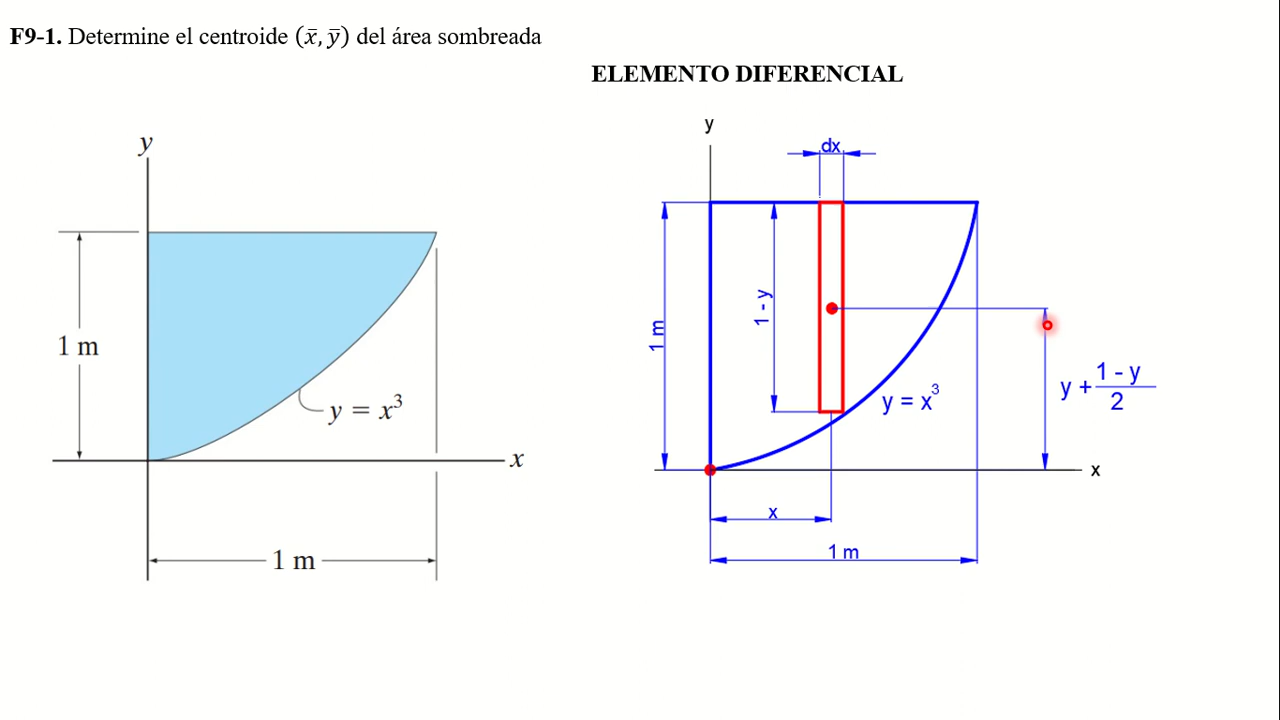 F9-1. Determine el centroide (x̄, ȳ) del área sombreada
ELEMENTO DIFERENCIAL
y
1 m
y = x³
x
1 m
y
dx
1 m
1 - y
y = x³
y + (1 - y)/2
x
x
1 m